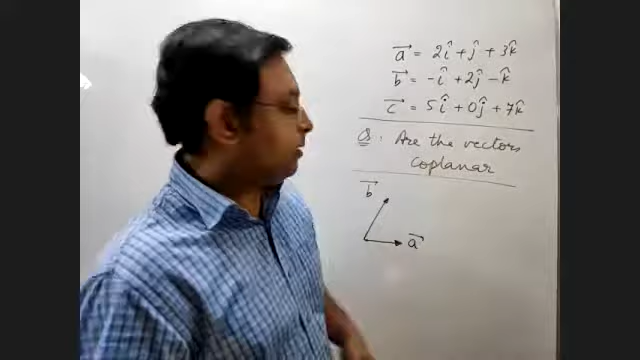 a⃗ = 2î + ĵ + 3k̂
b⃗ = -î + 2ĵ - k̂
c⃗ = 5î + 0ĵ + 7k̂
Q. Are the vectors
coplanar
b⃗
a⃗